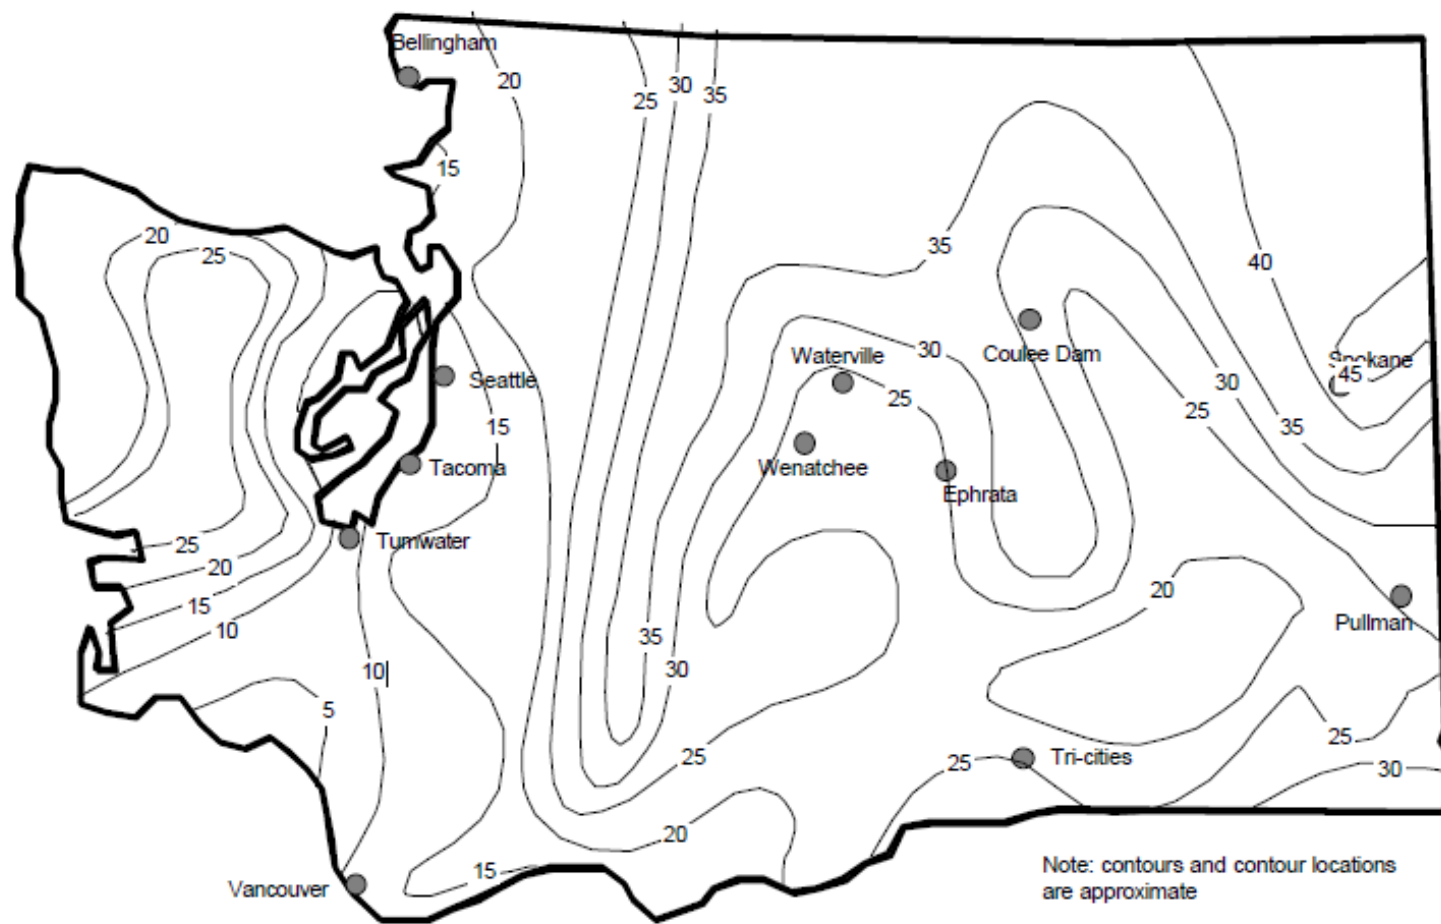 Bellingham
20
25
30
35
15
20
25
35
40
Waterville
30
Coulee Dam
Spokane
45
Seattle
25
30
25
35
15
Tacoma
Wenatchee
Ephrata
Tumwater
25
20
15
20
10
Pullman
35
10
30
5
25
25
Tri-cities
25
30
20
15
Vancouver
Note: contours and contour locations
are approximate